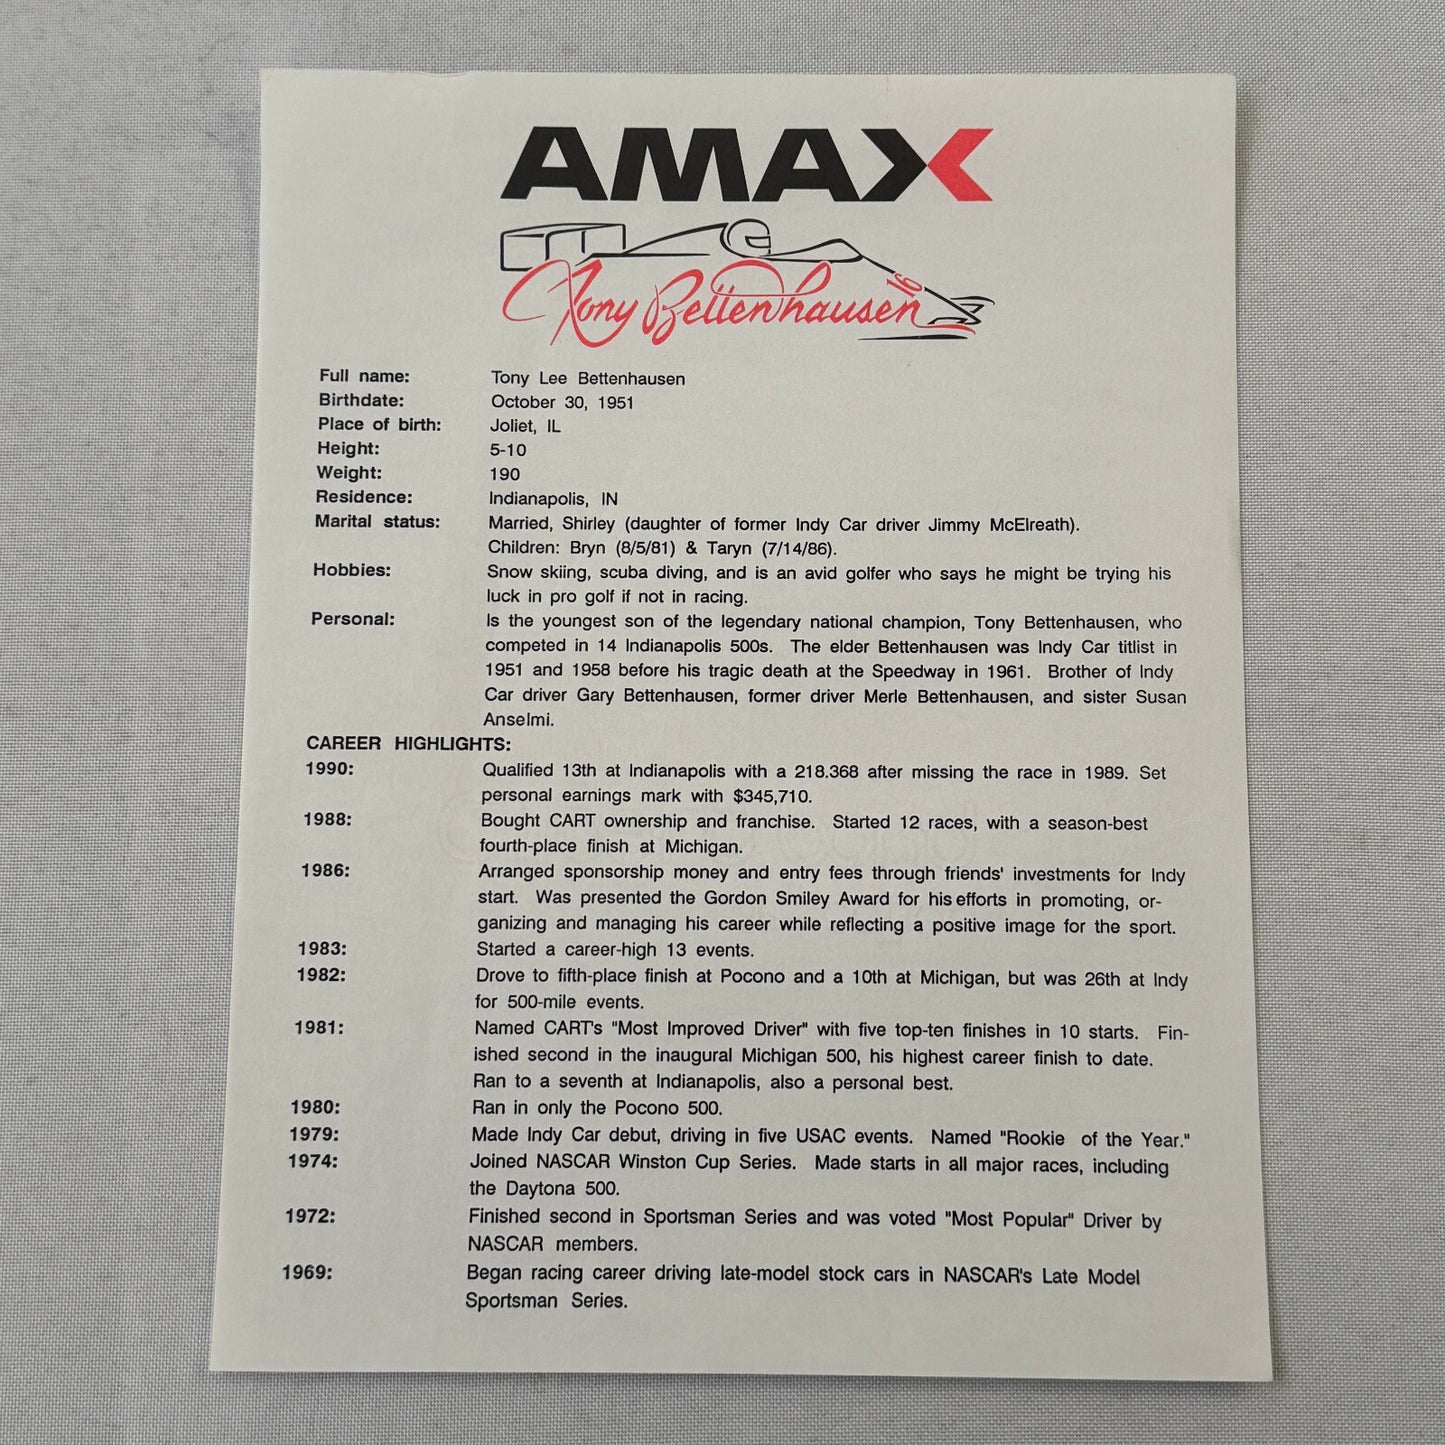 AMAX
Tony Bettenhausen 16
Full name: Tony Lee Bettenhausen
Birthdate: October 30, 1951
Place of birth: Joliet, IL
Height: 5-10
Weight: 190
Residence: Indianapolis, IN
Marital status: Married, Shirley (daughter of former Indy Car driver Jimmy McElreath).
Children: Bryn (8/5/81) & Taryn (7/14/86).
Hobbies: Snow skiing, scuba diving, and is an avid golfer who says he might be trying his
luck in pro golf if not in racing.
Personal: Is the youngest son of the legendary national champion, Tony Bettenhausen, who
competed in 14 Indianapolis 500s. The elder Bettenhausen was Indy Car titlist in
1951 and 1958 before his tragic death at the Speedway in 1961. Brother of Indy
Car driver Gary Bettenhausen, former driver Merle Bettenhausen, and sister Susan
Anselmi.
CAREER HIGHLIGHTS:
1990: Qualified 13th at Indianapolis with a 218.368 after missing the race in 1989. Set
personal earnings mark with $345,710.
1988: Bought CART ownership and franchise. Started 12 races, with a season-best
fourth-place finish at Michigan.
1986: Arranged sponsorship money and entry fees through friends' investments for Indy
start. Was presented the Gordon Smiley Award for his efforts in promoting, or-
ganizing and managing his career while reflecting a positive image for the sport.
1983: Started a career-high 13 events.
1982: Drove to fifth-place finish at Pocono and a 10th at Michigan, but was 26th at Indy
for 500-mile events.
1981: Named CART's "Most Improved Driver" with five top-ten finishes in 10 starts. Fin-
ished second in the inaugural Michigan 500, his highest career finish to date.
Ran to a seventh at Indianapolis, also a personal best.
1980: Ran in only the Pocono 500.
1979: Made Indy Car debut, driving in five USAC events. Named "Rookie of the Year."
1974: Joined NASCAR Winston Cup Series. Made starts in all major races, including
the Daytona 500.
1972: Finished second in Sportsman Series and was voted "Most Popular" Driver by
NASCAR members.
1969: Began racing career driving late-model stock cars in NASCAR's Late Model
Sportsman Series.